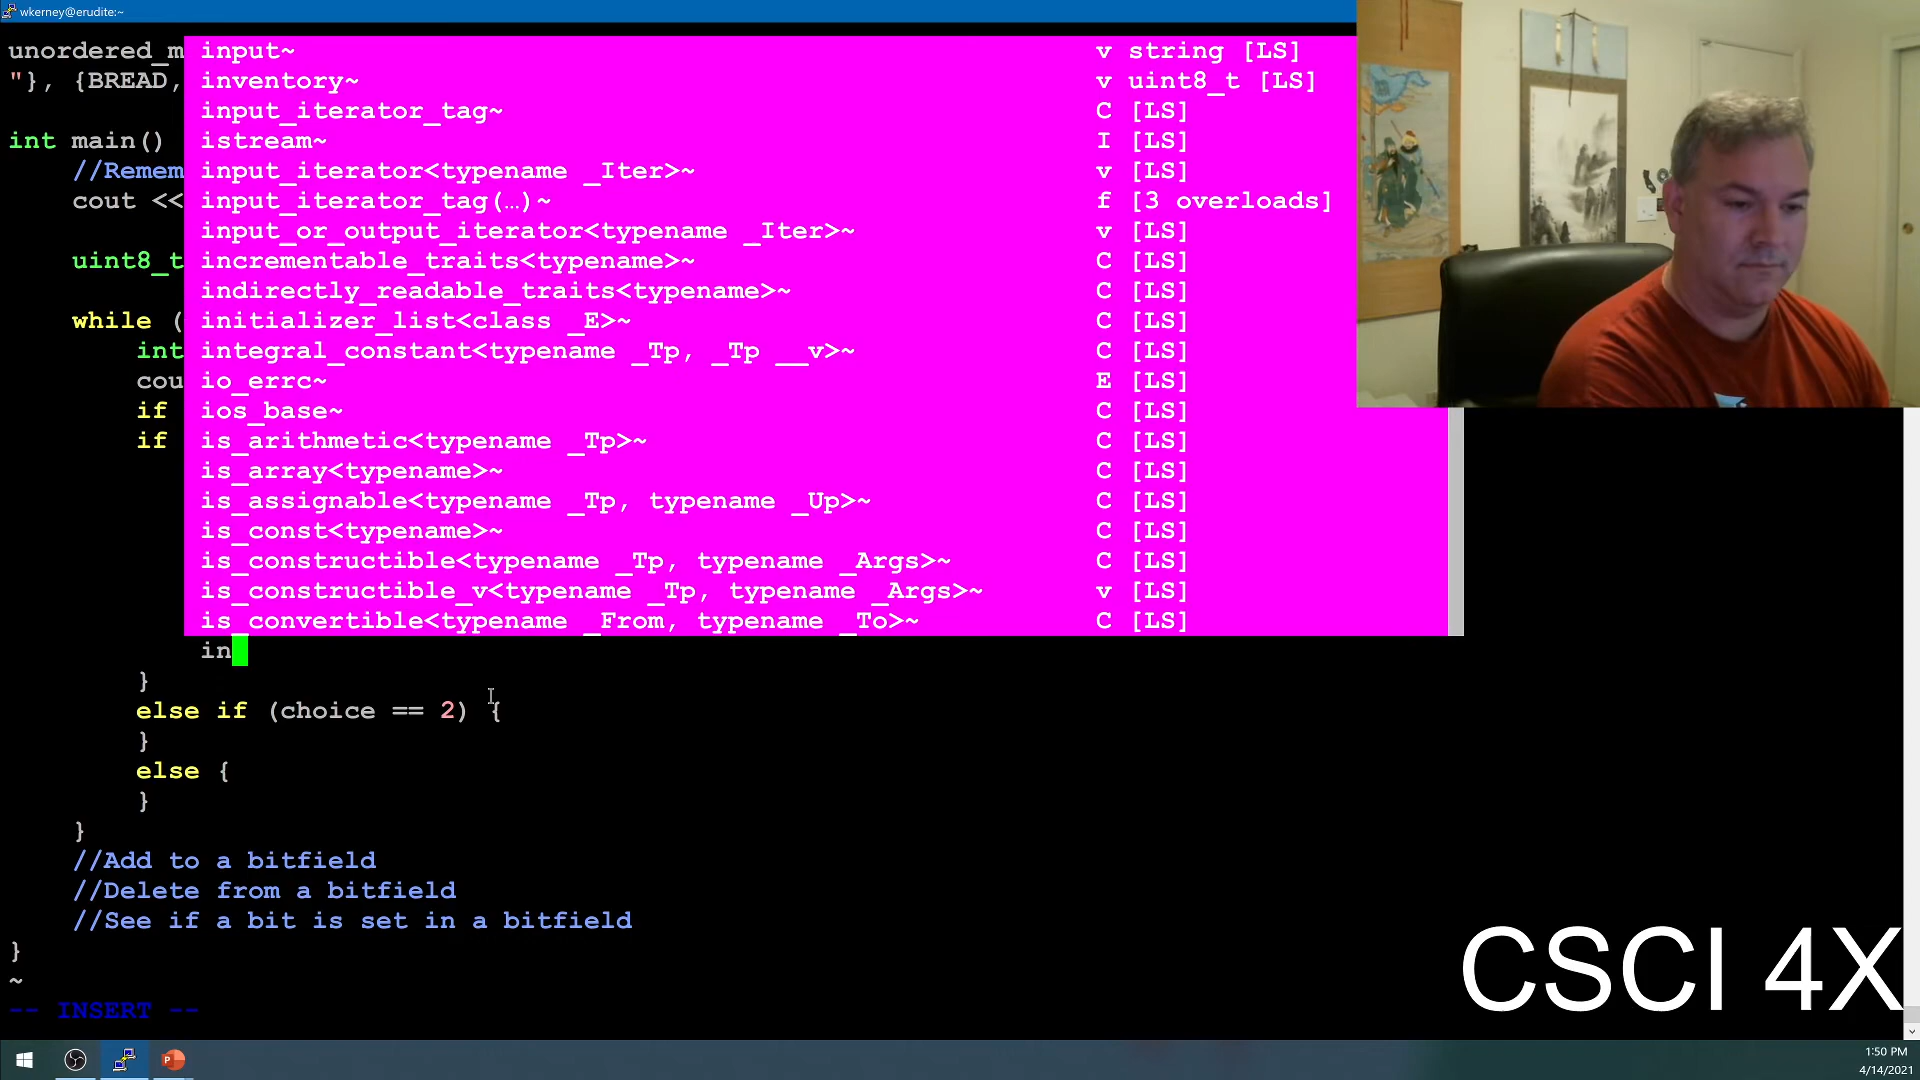 wkerney@erudite:~
unordered_m
"}, {BREAD,
int main()
//Remem
cout <<
uint8_t
while (
int
cou
if
if
input~ v string [LS]
inventory~ v uint8_t [LS]
input_iterator_tag~ C [LS]
istream~ I [LS]
input_iterator<typename _Iter>~ v [LS]
input_iterator_tag(…)~ f [3 overloads]
input_or_output_iterator<typename _Iter>~ v [LS]
incrementable_traits<typename>~ C [LS]
indirectly_readable_traits<typename>~ C [LS]
initializer_list<class _E>~ C [LS]
integral_constant<typename _Tp, _Tp __v>~ C [LS]
io_errc~ E [LS]
ios_base~ C [LS]
is_arithmetic<typename _Tp>~ C [LS]
is_array<typename>~ C [LS]
is_assignable<typename _Tp, typename _Up>~ C [LS]
is_const<typename>~ C [LS]
is_constructible<typename _Tp, typename _Args>~ C [LS]
is_constructible_v<typename _Tp, typename _Args>~ v [LS]
is_convertible<typename _From, typename _To>~ C [LS]
in
}
else if (choice == 2) {
}
else {
}
}
//Add to a bitfield
//Delete from a bitfield
//See if a bit is set in a bitfield
}
~
-- INSERT --
CSCI 4X
1:50 PM
4/14/2021